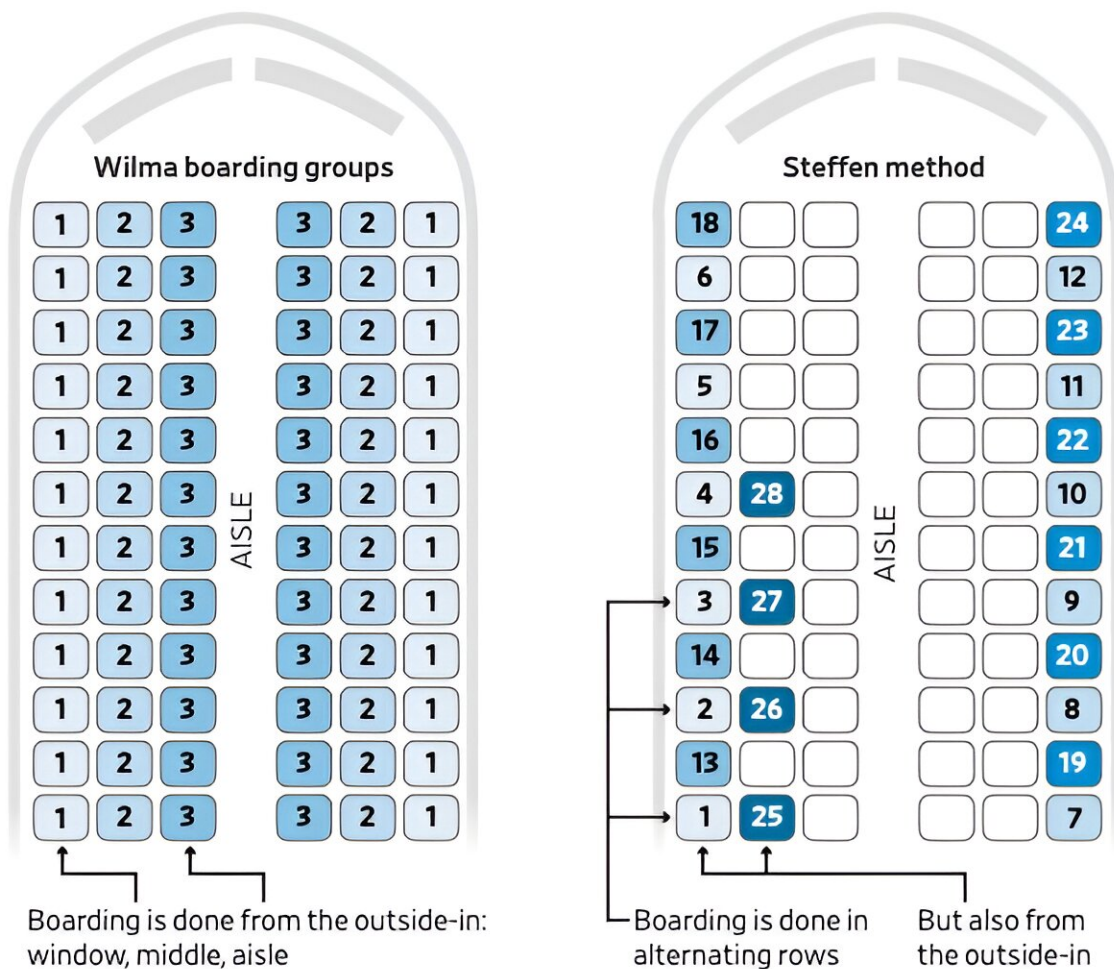 Wilma boarding groups
1 2 3 3 2 1
1 2 3 3 2 1
1 2 3 3 2 1
1 2 3 3 2 1
1 2 3 3 2 1
1 2 3 3 2 1
1 2 3 3 2 1
1 2 3 3 2 1
1 2 3 3 2 1
1 2 3 3 2 1
1 2 3 3 2 1
1 2 3 3 2 1
AISLE
Boarding is done from the outside-in:
window, middle, aisle
Steffen method
18 24
6 12
17 23
5 11
16 22
4 28 10
15 21
3 27 9
14 20
2 26 8
13 19
1 25 7
AISLE
Boarding is done in
alternating rows
But also from
the outside-in